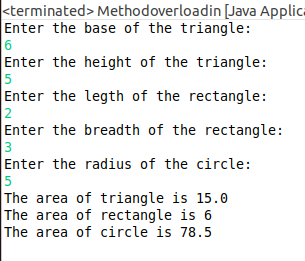 <terminated> Methodoverloadin [Java Applic
Enter the base of the triangle:
6
Enter the height of the triangle:
5
Enter the legth of the rectangle:
2
Enter the breadth of the rectangle:
3
Enter the radius of the circle:
5
The area of triangle is 15.0
The area of rectangle is 6
The area of circle is 78.5